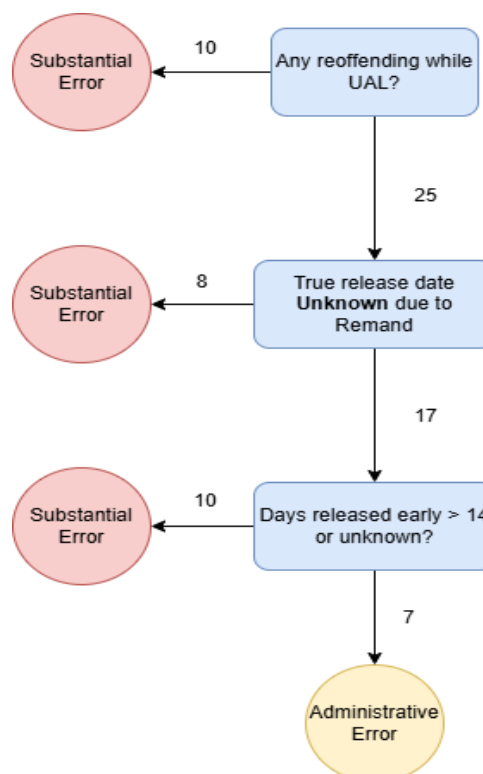 Substantial
Error
10
Any reoffending while
UAL?
25
Substantial
Error
8
True release date
Unknown due to
Remand
17
Substantial
Error
10
Days released early > 14
or unknown?
7
Administrative
Error